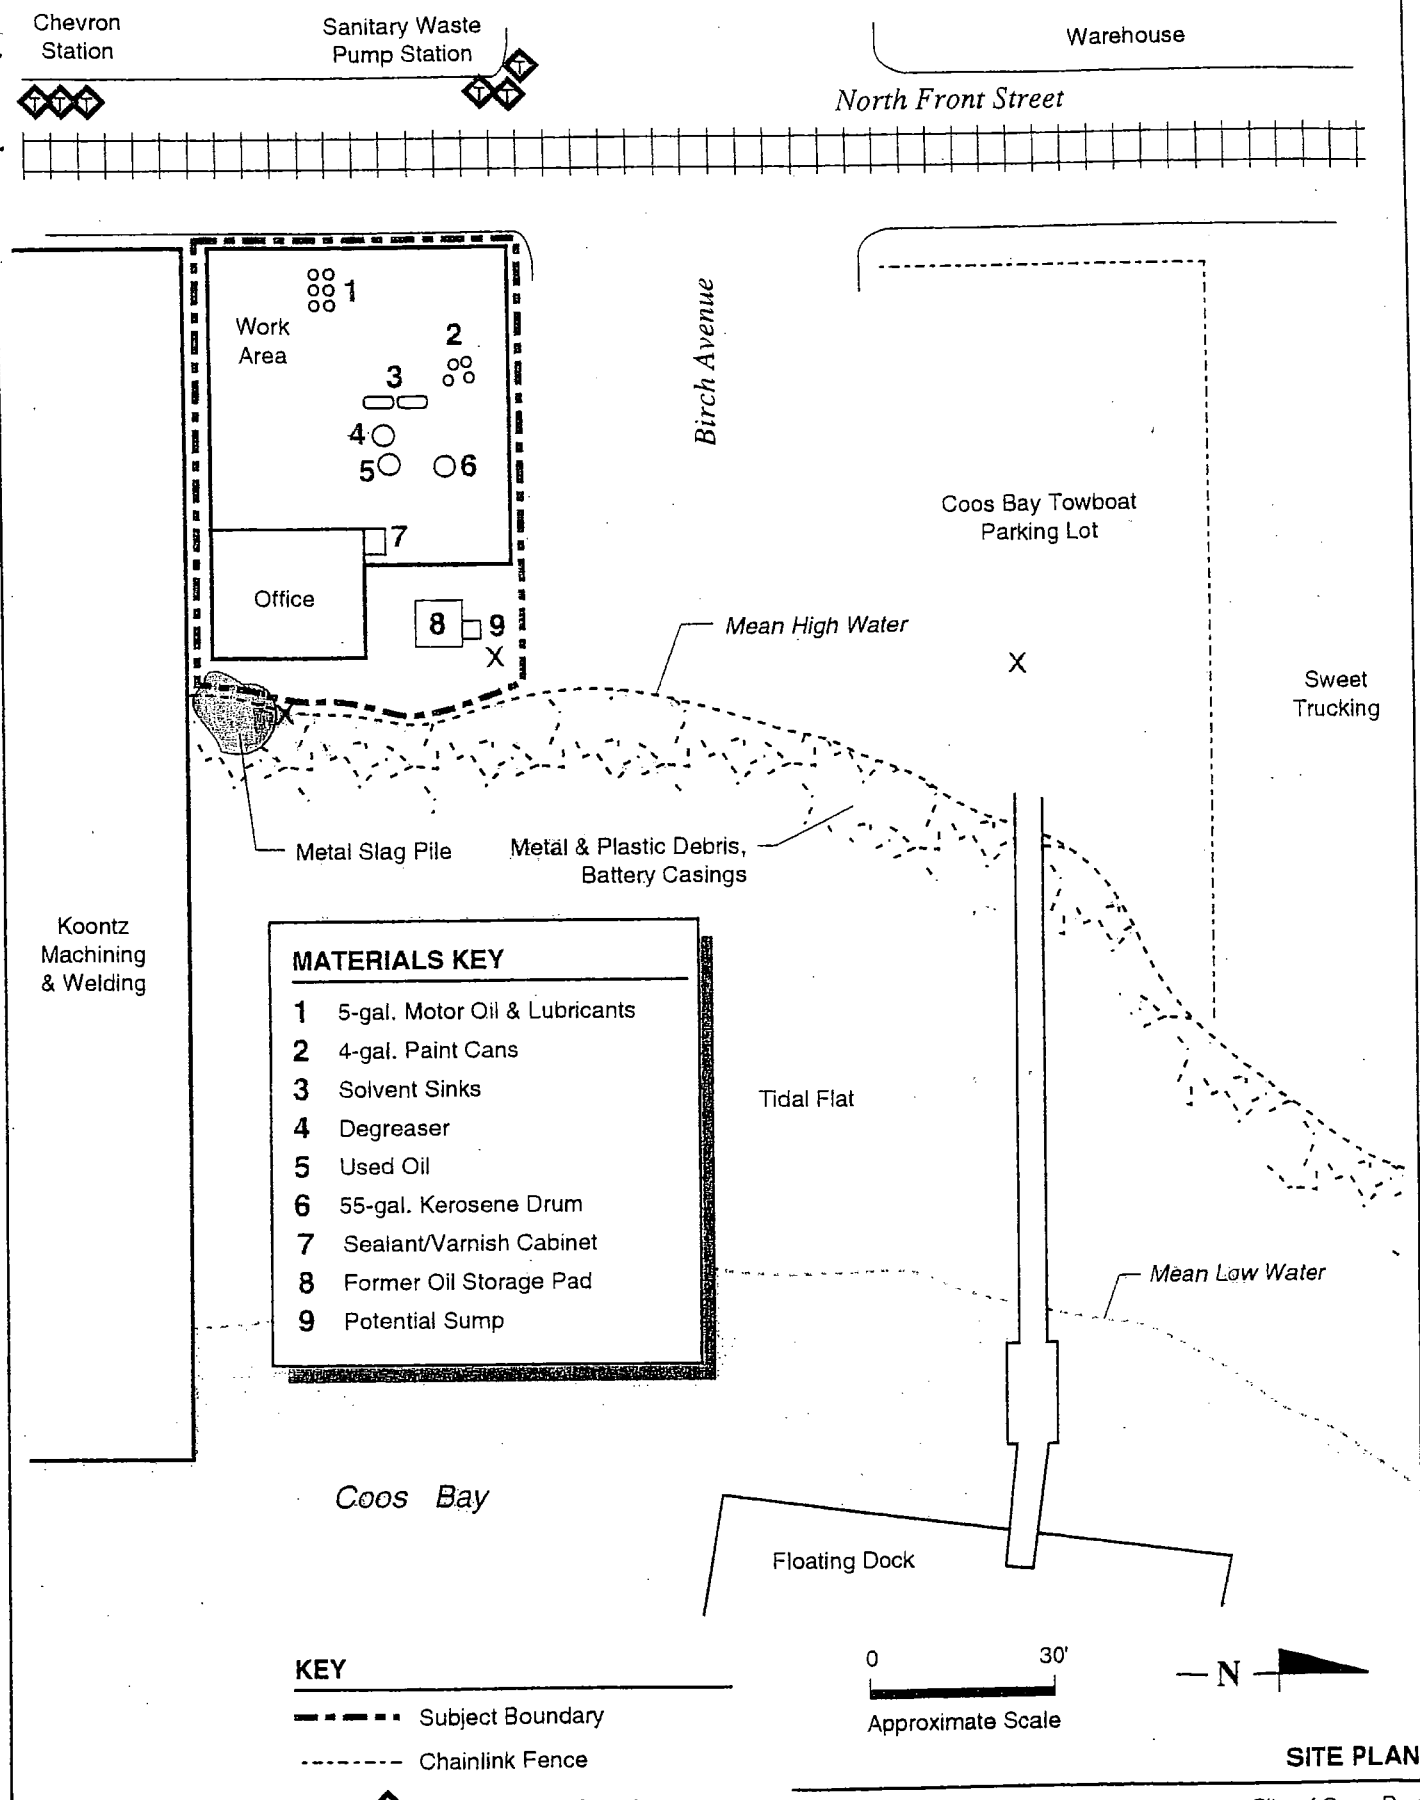 Chevron
Station
Sanitary Waste
Pump Station
Warehouse
T
T
T
T
T
T
North Front Street
1
Work
Area
2
3
4
5
6
7
Office
8
9
X
Birch Avenue
Coos Bay Towboat
Parking Lot
Mean High Water
X
Sweet
Trucking
X
Metal Slag Pile
Metal & Plastic Debris,
Battery Casings
Koontz
Machining
& Welding
MATERIALS KEY
1 5-gal. Motor Oil & Lubricants
2 4-gal. Paint Cans
3 Solvent Sinks
4 Degreaser
5 Used Oil
6 55-gal. Kerosene Drum
7 Sealant/Varnish Cabinet
8 Former Oil Storage Pad
9 Potential Sump
Tidal Flat
Mean Low Water
Coos Bay
Floating Dock
KEY
Subject Boundary
Chainlink Fence
0 30'
Approximate Scale
N
SITE PLAN